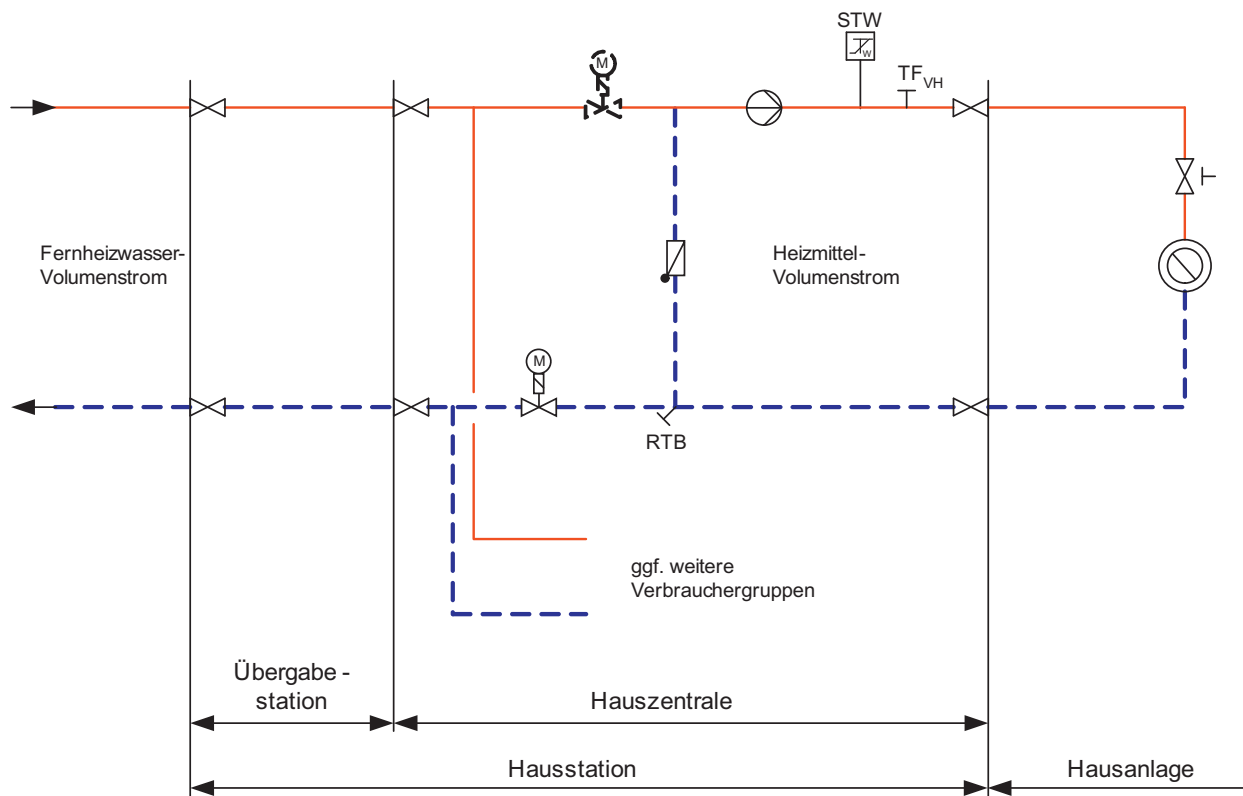 STW
M
W
TF VH
Fernheizwasser-
Volumenstrom
Heizmittel-
Volumenstrom
M
RTB
ggf. weitere
Verbrauchergruppen
Übergabe -
station
Hauszentrale
Hausstation
Hausanlage